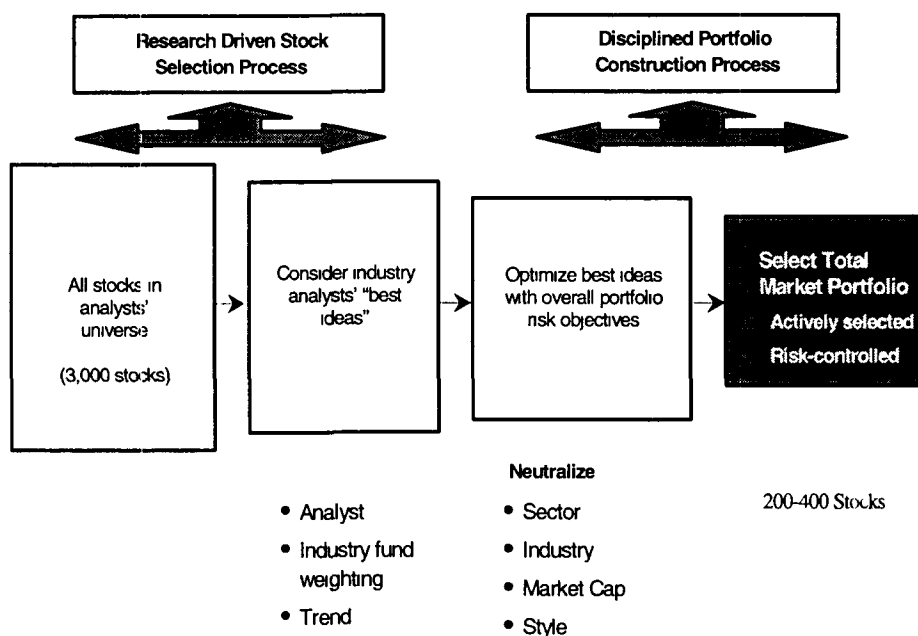 Research Driven Stock
Selection Process
Disciplined Portfolio
Construction Process
All stocks in
analysts'
universe
(3,000 stocks)
Consider industry
analysts' "best
ideas"
Optimize best ideas
with overall portfolio
risk objectives
Select Total
Market Portfolio
Actively selected
Risk-controlled
• Analyst
• Industry fund
weighting
• Trend
Neutralize
• Sector
• Industry
• Market Cap
• Style
200-400 Stocks